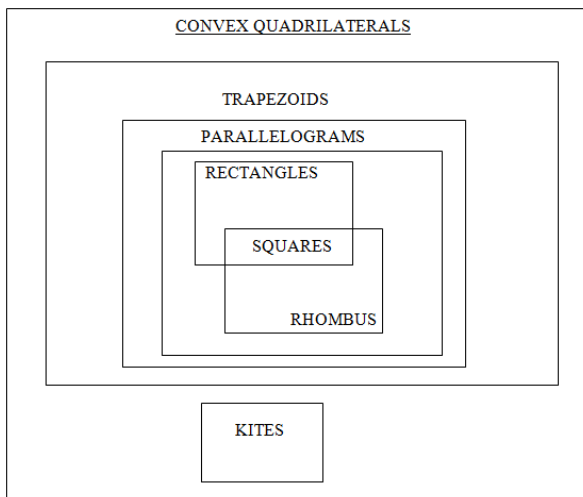 CONVEX QUADRILATERALS
TRAPEZOIDS
PARALLELOGRAMS
RECTANGLES
SQUARES
RHOMBUS
KITES